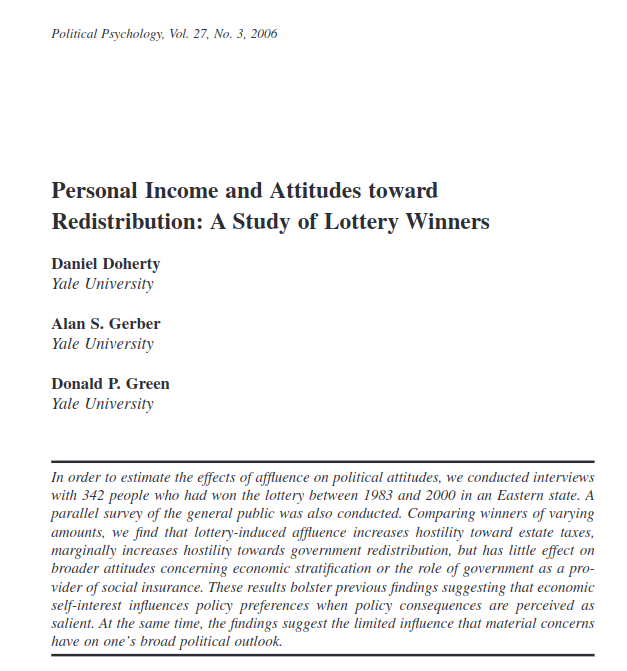 Political Psychology, Vol. 27, No. 3, 2006
Personal Income and Attitudes toward
Redistribution: A Study of Lottery Winners
Daniel Doherty
Yale University
Alan S. Gerber
Yale University
Donald P. Green
Yale University
In order to estimate the effects of affluence on political attitudes, we conducted interviews
with 342 people who had won the lottery between 1983 and 2000 in an Eastern state. A
parallel survey of the general public was also conducted. Comparing winners of varying
amounts, we find that lottery-induced affluence increases hostility toward estate taxes,
marginally increases hostility towards government redistribution, but has little effect on
broader attitudes concerning economic stratification or the role of government as a pro-
vider of social insurance. These results bolster previous findings suggesting that economic
self-interest influences policy preferences when policy consequences are perceived as
salient. At the same time, the findings suggest the limited influence that material concerns
have on one's broad political outlook.